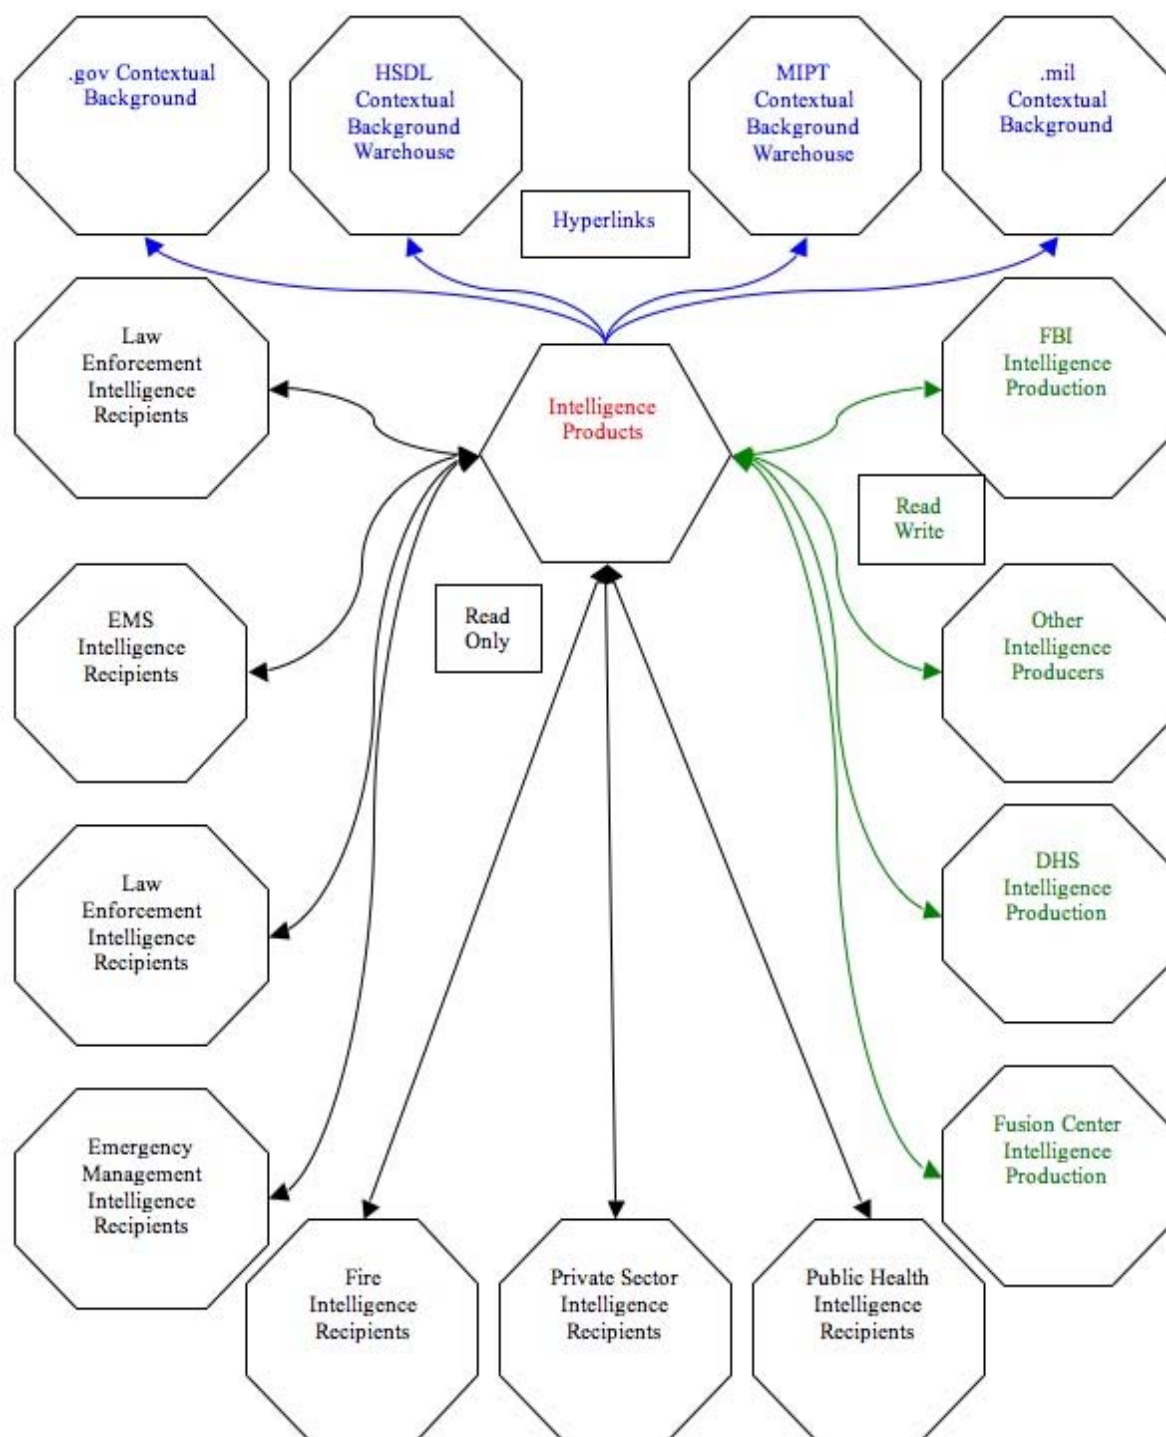 .gov Contextual
Background
HSDL
Contextual
Background
Warehouse
MIPT
Contextual
Background
Warehouse
.mil
Contextual
Background
Hyperlinks
Law
Enforcement
Intelligence
Recipients
Intelligence
Products
FBI
Intelligence
Production
Read
Write
EMS
Intelligence
Recipients
Read
Only
Other
Intelligence
Producers
Law
Enforcement
Intelligence
Recipients
DHS
Intelligence
Production
Emergency
Management
Intelligence
Recipients
Fusion Center
Intelligence
Production
Fire
Intelligence
Recipients
Private Sector
Intelligence
Recipients
Public Health
Intelligence
Recipients